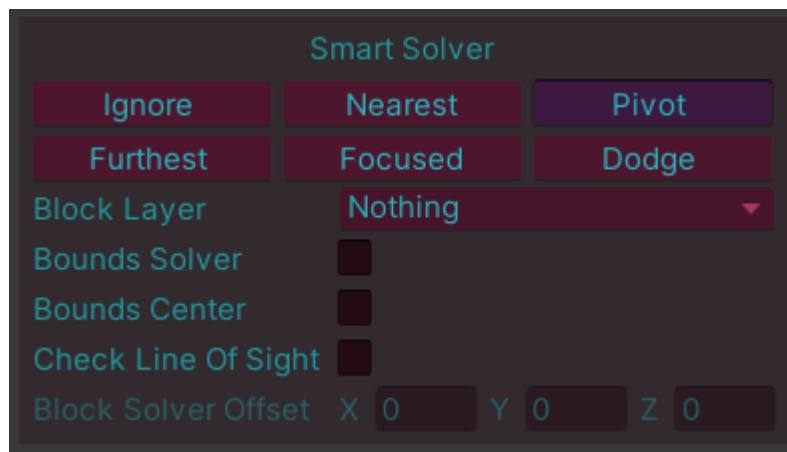 Smart Solver
Ignore Nearest Pivot
Furthest Focused Dodge
Block Layer Nothing
Bounds Solver
Bounds Center
Check Line Of Sight
Block Solver Offset X 0 Y 0 Z 0